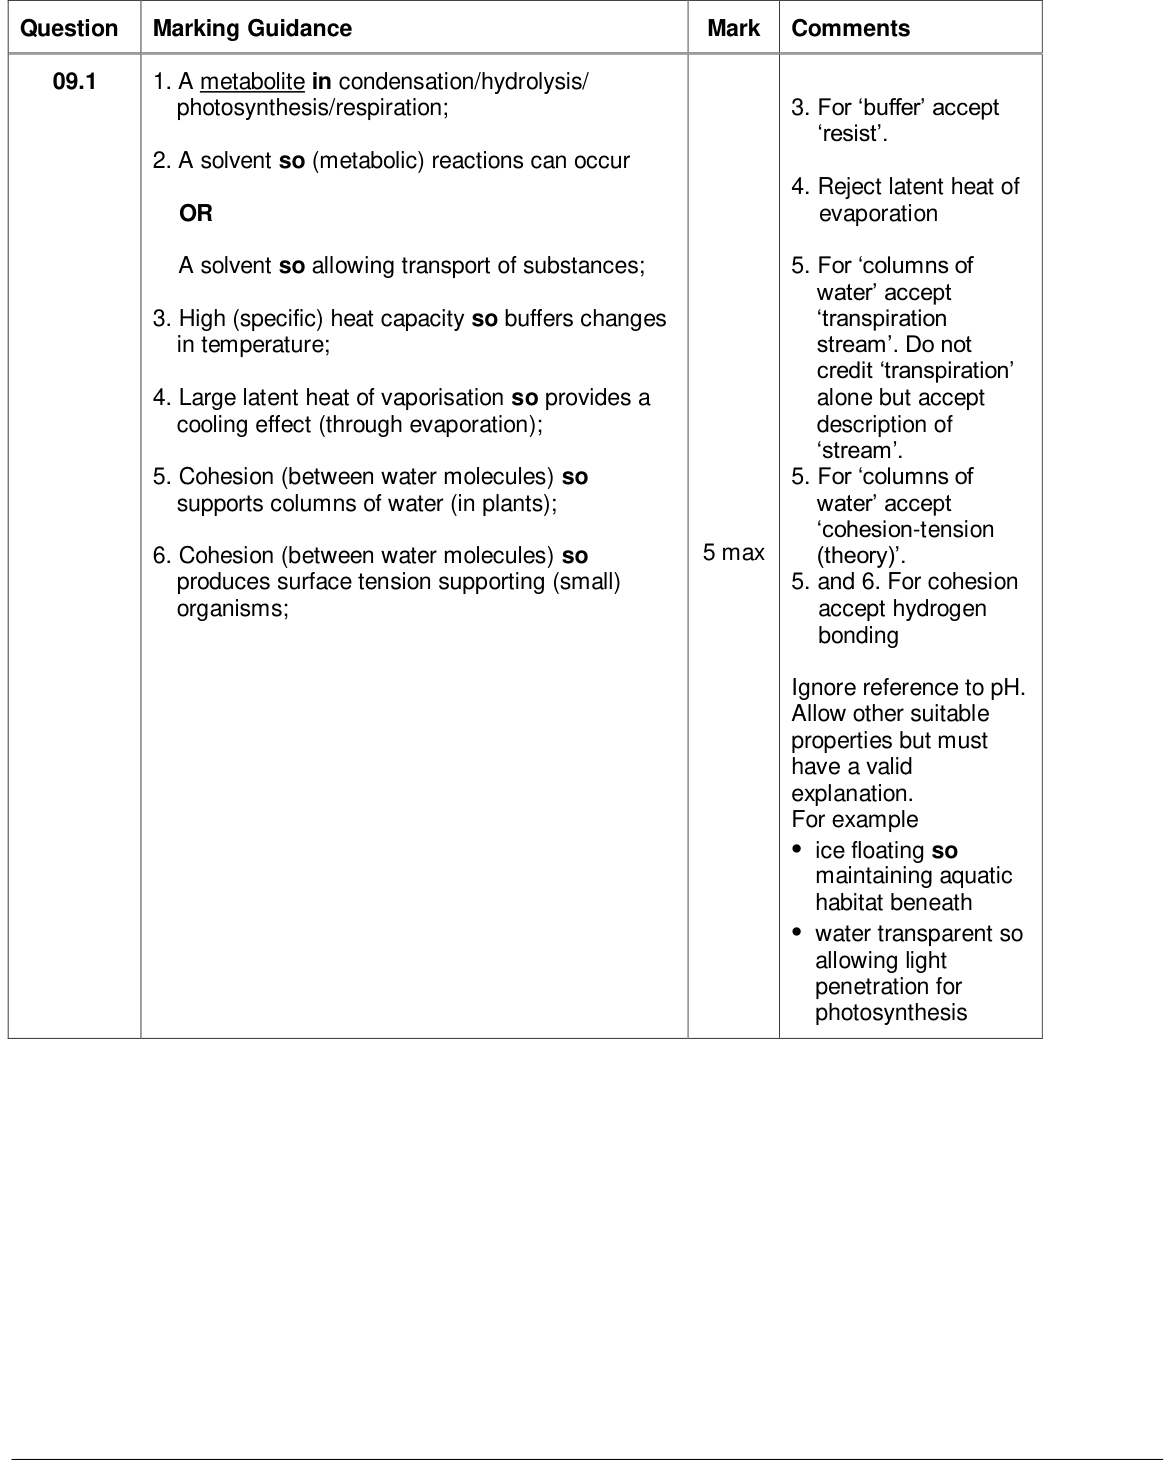 Question Marking Guidance Mark Comments
09.1
1. A metabolite in condensation/hydrolysis/
photosynthesis/respiration;
2. A solvent so (metabolic) reactions can occur
OR
A solvent so allowing transport of substances;
3. High (specific) heat capacity so buffers changes
in temperature;
4. Large latent heat of vaporisation so provides a
cooling effect (through evaporation);
5. Cohesion (between water molecules) so
supports columns of water (in plants);
6. Cohesion (between water molecules) so
produces surface tension supporting (small)
organisms;
5 max
3. For ‘buffer’ accept
‘resist’.
4. Reject latent heat of
evaporation
5. For ‘columns of
water’ accept
‘transpiration
stream’. Do not
credit ‘transpiration’
alone but accept
description of
‘stream’.
5. For ‘columns of
water’ accept
‘cohesion-tension
(theory)’.
5. and 6. For cohesion
accept hydrogen
bonding
Ignore reference to pH.
Allow other suitable
properties but must
have a valid
explanation.
For example
• ice floating so
maintaining aquatic
habitat beneath
• water transparent so
allowing light
penetration for
photosynthesis